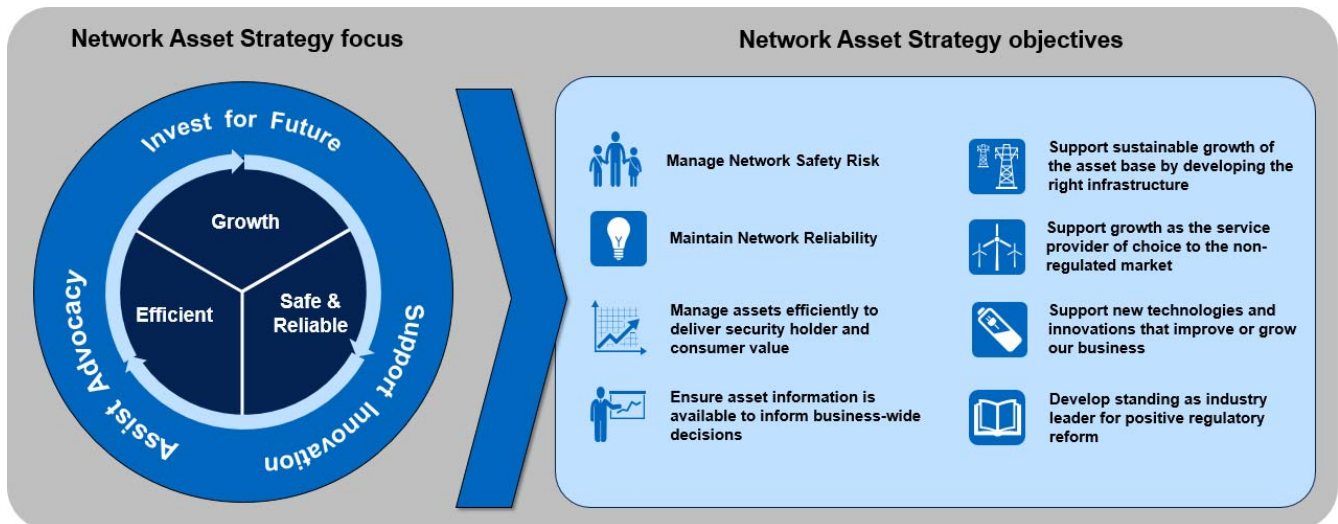 Network Asset Strategy focus
Network Asset Strategy objectives
Invest for Future
Support Innovation
Assist Advocacy
Growth
Efficient
Safe &
Reliable
Manage Network Safety Risk
Maintain Network Reliability
Manage assets efficiently to
deliver security holder and
consumer value
Ensure asset information is
available to inform business-wide
decisions
Support sustainable growth of
the asset base by developing the
right infrastructure
Support growth as the service
provider of choice to the non-
regulated market
Support new technologies and
innovations that improve or grow
our business
Develop standing as industry
leader for positive regulatory
reform